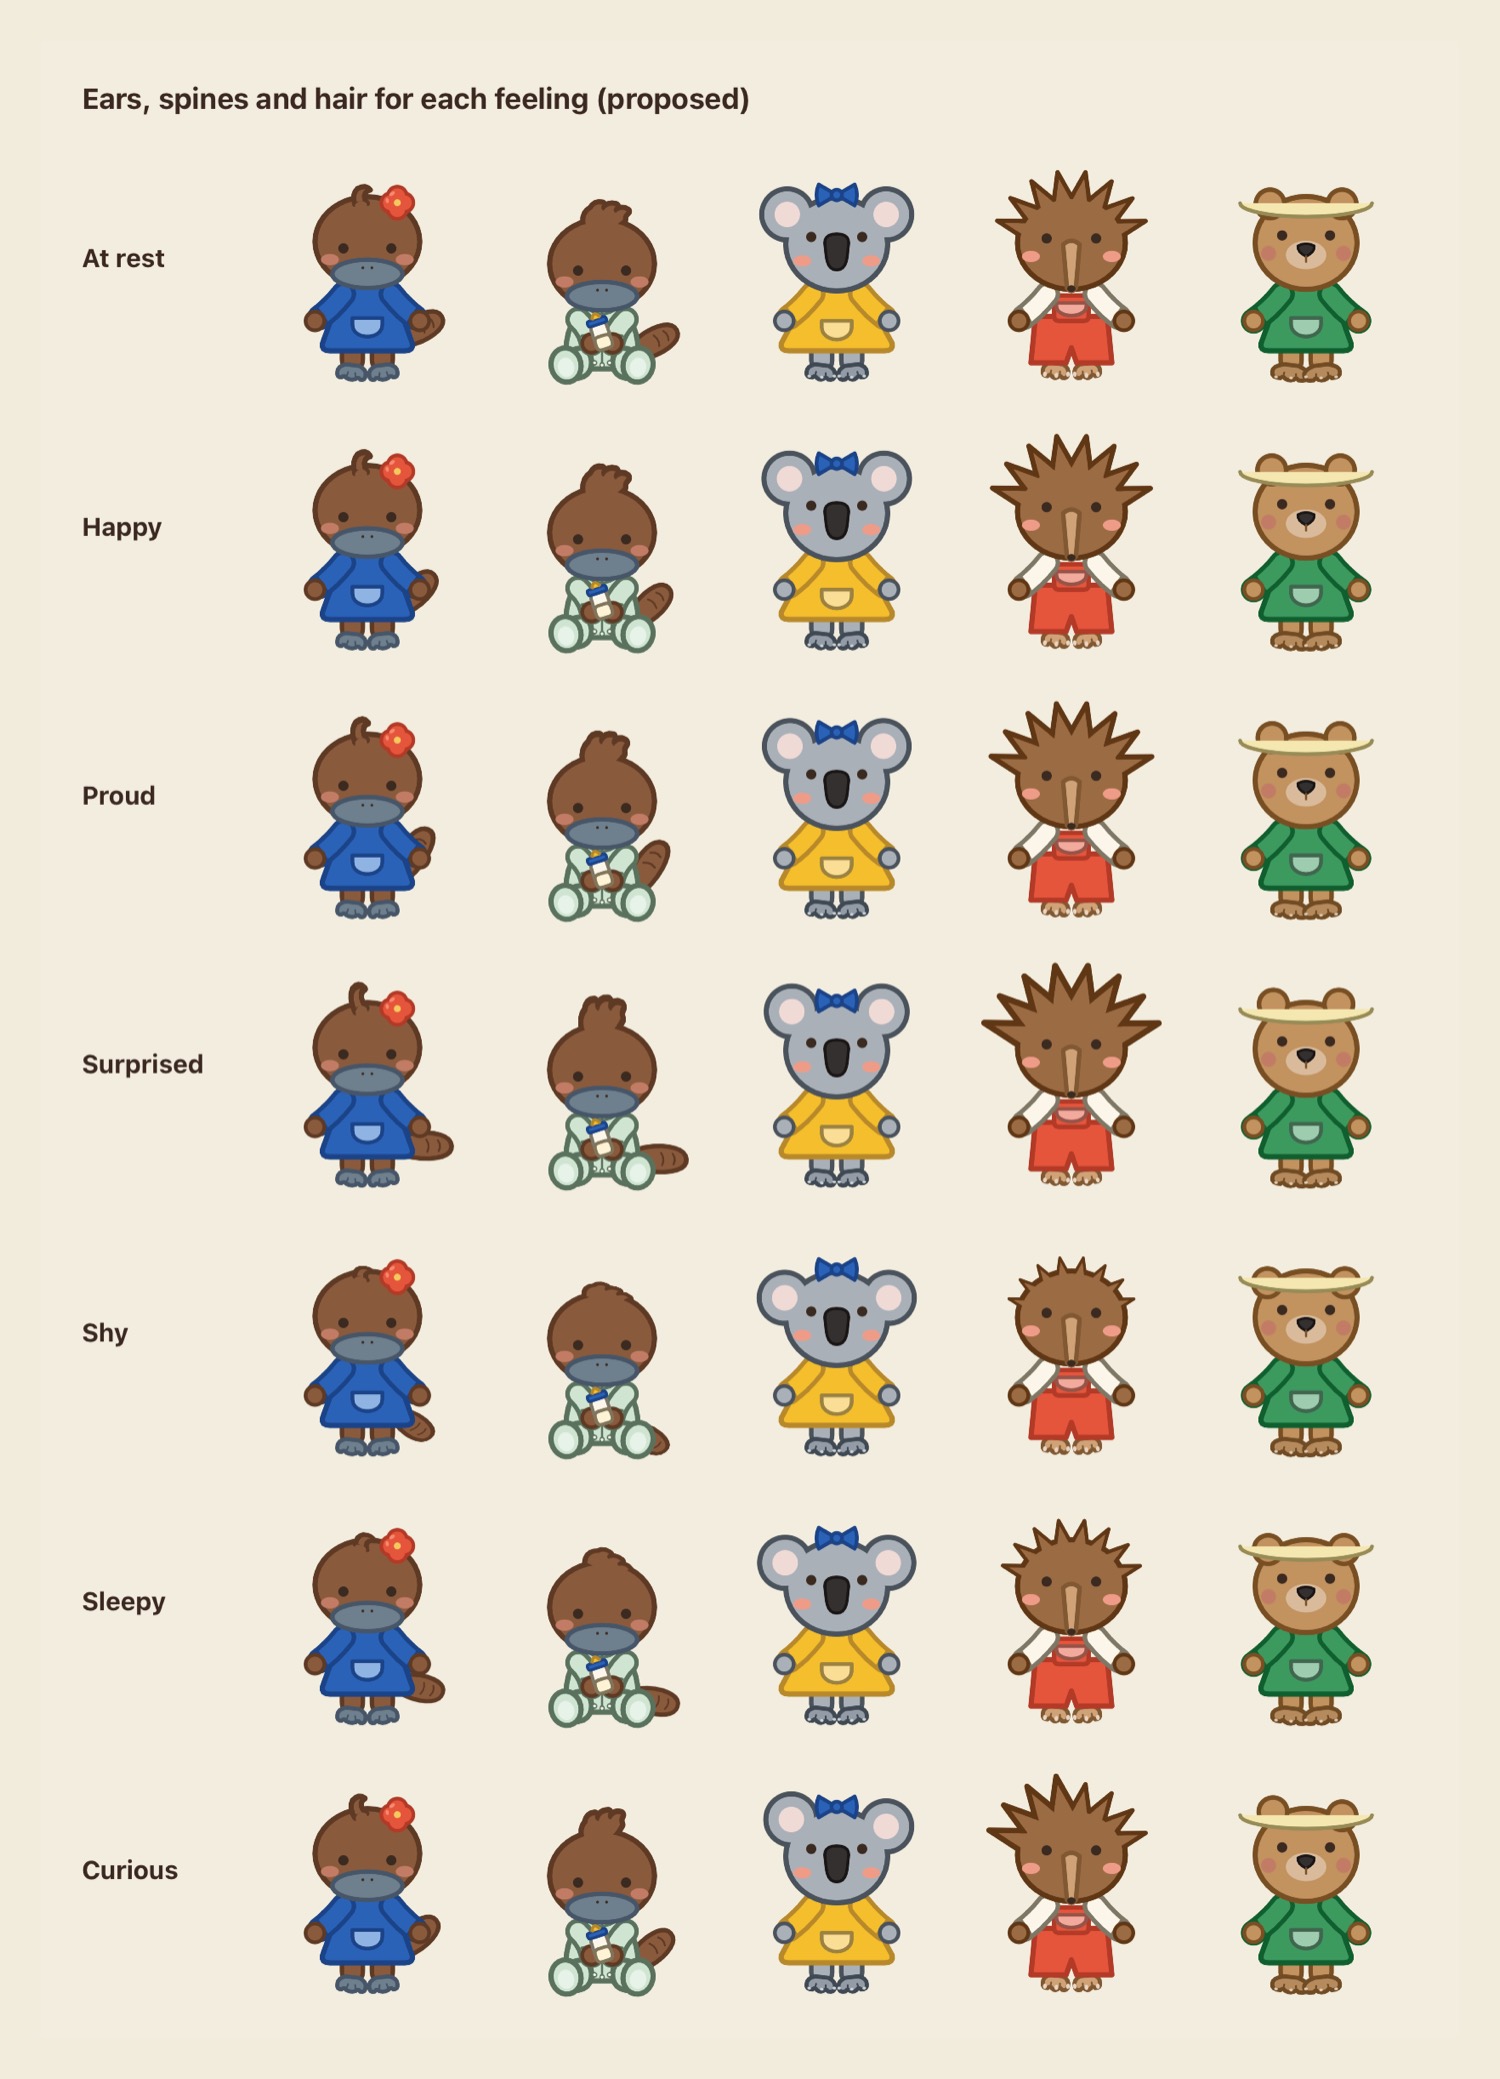 Ears, spines and hair for each feeling (proposed)
At rest
Happy
Proud
Surprised
Shy
Sleepy
Curious